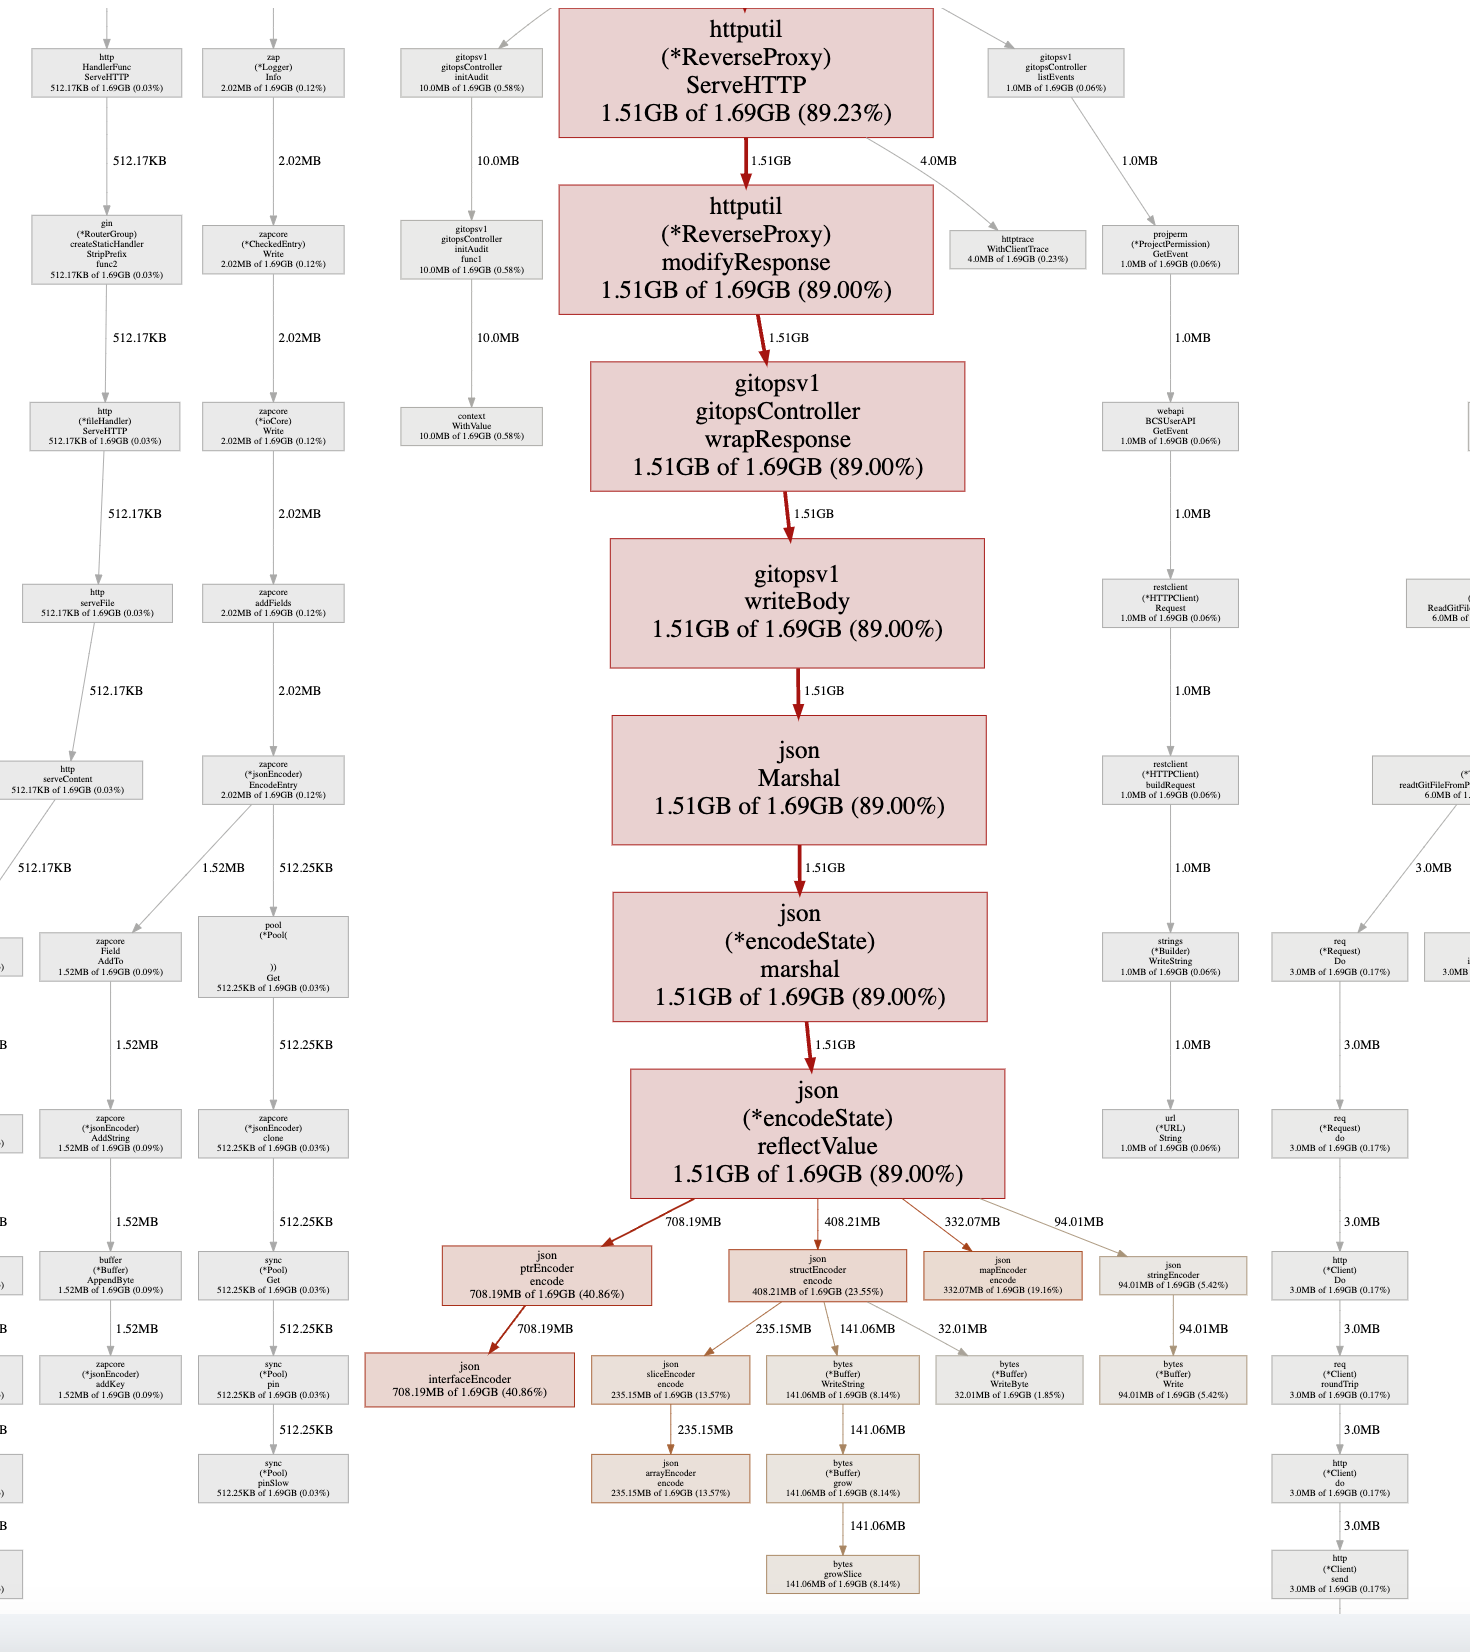 http
HandlerFunc
ServeHTTP
512.17KB of 1.69GB (0.03%)
zap
(*Logger)
Info
2.02MB of 1.69GB (0.12%)
gitopsv1
gitopsController
initAudit
10.0MB of 1.69GB (0.58%)
httputil
(*ReverseProxy)
ServeHTTP
1.51GB of 1.69GB (89.23%)
gitopsv1
gitopsController
listEvents
1.0MB of 1.69GB (0.06%)
512.17KB
2.02MB
10.0MB
1.51GB
4.0MB
1.0MB
gin
(*RouterGroup)
createStaticHandler
StripPrefix
func2
512.17KB of 1.69GB (0.03%)
zapcore
(*CheckedEntry)
Write
2.02MB of 1.69GB (0.12%)
gitopsv1
gitopsController
initAudit
func1
10.0MB of 1.69GB (0.58%)
httputil
(*ReverseProxy)
modifyResponse
1.51GB of 1.69GB (89.00%)
httptrace
WithClientTrace
4.0MB of 1.69GB (0.23%)
projperm
(*ProjectPermission)
GetEvent
1.0MB of 1.69GB (0.06%)
512.17KB
2.02MB
10.0MB
1.51GB
1.0MB
http
(*fileHandler)
ServeHTTP
512.17KB of 1.69GB (0.03%)
zapcore
(*ioCore)
Write
2.02MB of 1.69GB (0.12%)
context
WithValue
10.0MB of 1.69GB (0.58%)
gitopsv1
gitopsController
wrapResponse
1.51GB of 1.69GB (89.00%)
webapi
BCSUserAPI
GetEvent
1.0MB of 1.69GB (0.06%)
512.17KB
2.02MB
1.51GB
1.0MB
http
serveFile
512.17KB of 1.69GB (0.03%)
zapcore
addFields
2.02MB of 1.69GB (0.12%)
gitopsv1
writeBody
1.51GB of 1.69GB (89.00%)
restclient
(*HTTPClient)
Request
1.0MB of 1.69GB (0.06%)
(
ReadGitFil
6.0MB of
512.17KB
2.02MB
1.51GB
1.0MB
http
serveContent
512.17KB of 1.69GB (0.03%)
zapcore
(*jsonEncoder)
EncodeEntry
2.02MB of 1.69GB (0.12%)
json
Marshal
1.51GB of 1.69GB (89.00%)
restclient
(*HTTPClient)
buildRequest
1.0MB of 1.69GB (0.06%)
readtGitFileFromP
6.0MB of 1.
512.17KB
1.52MB
512.25KB
1.51GB
1.0MB
3.0MB
)
zapcore
Field
AddTo
1.52MB of 1.69GB (0.09%)
pool
(*Pool(
))
Get
512.25KB of 1.69GB (0.03%)
json
(*encodeState)
marshal
1.51GB of 1.69GB (89.00%)
strings
(*Builder)
WriteString
1.0MB of 1.69GB (0.06%)
req
(*Request)
Do
3.0MB of 1.69GB (0.17%)
i
3.0MB
B
1.52MB
512.25KB
1.51GB
1.0MB
3.0MB
)
zapcore
(*jsonEncoder)
AddString
1.52MB of 1.69GB (0.09%)
zapcore
(*jsonEncoder)
clone
512.25KB of 1.69GB (0.03%)
json
(*encodeState)
reflectValue
1.51GB of 1.69GB (89.00%)
url
(*URL)
String
1.0MB of 1.69GB (0.06%)
req
(*Request)
do
3.0MB of 1.69GB (0.17%)
B
1.52MB
512.25KB
708.19MB
408.21MB
332.07MB
94.01MB
3.0MB
)
buffer
(*Buffer)
AppendByte
1.52MB of 1.69GB (0.09%)
sync
(*Pool)
Get
512.25KB of 1.69GB (0.03%)
json
ptrEncoder
encode
708.19MB of 1.69GB (40.86%)
json
structEncoder
encode
408.21MB of 1.69GB (23.55%)
json
mapEncoder
encode
332.07MB of 1.69GB (19.16%)
json
stringEncoder
94.01MB of 1.69GB (5.42%)
http
(*Client)
Do
3.0MB of 1.69GB (0.17%)
B
1.52MB
512.25KB
708.19MB
235.15MB
141.06MB
32.01MB
94.01MB
3.0MB
)
zapcore
(*jsonEncoder)
addKey
1.52MB of 1.69GB (0.09%)
sync
(*Pool)
pin
512.25KB of 1.69GB (0.03%)
json
interfaceEncoder
708.19MB of 1.69GB (40.86%)
json
sliceEncoder
encode
235.15MB of 1.69GB (13.57%)
bytes
(*Buffer)
WriteString
141.06MB of 1.69GB (8.14%)
bytes
(*Buffer)
WriteByte
32.01MB of 1.69GB (1.85%)
bytes
(*Buffer)
Write
94.01MB of 1.69GB (5.42%)
req
(*Client)
roundTrip
3.0MB of 1.69GB (0.17%)
B
512.25KB
235.15MB
141.06MB
3.0MB
)
sync
(*Pool)
pinSlow
512.25KB of 1.69GB (0.03%)
json
arrayEncoder
encode
235.15MB of 1.69GB (13.57%)
bytes
(*Buffer)
grow
141.06MB of 1.69GB (8.14%)
http
(*Client)
do
3.0MB of 1.69GB (0.17%)
B
141.06MB
3.0MB
)
bytes
growSlice
141.06MB of 1.69GB (8.14%)
http
(*Client)
send
3.0MB of 1.69GB (0.17%)